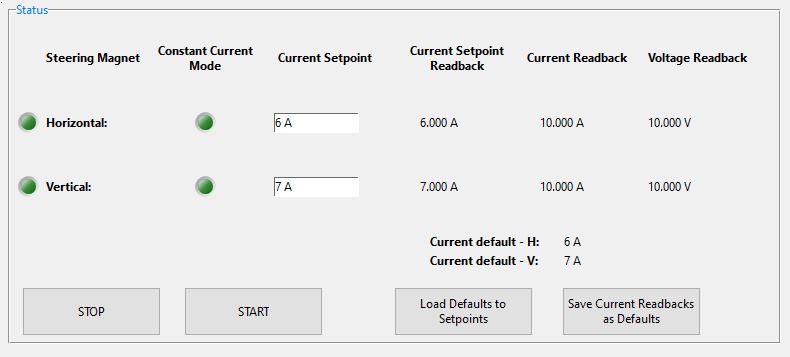 Status
Steering Magnet
Constant Current
Mode
Current Setpoint
Current Setpoint
Readback
Current Readback
Voltage Readback
Horizontal:
6 A
6.000 A
10.000 A
10.000 V
Vertical:
7 A
7.000 A
10.000 A
10.000 V
Current default - H:
6 A
Current default - V:
7 A
STOP
START
Load Defaults to
Setpoints
Save Current Readbacks
as Defaults